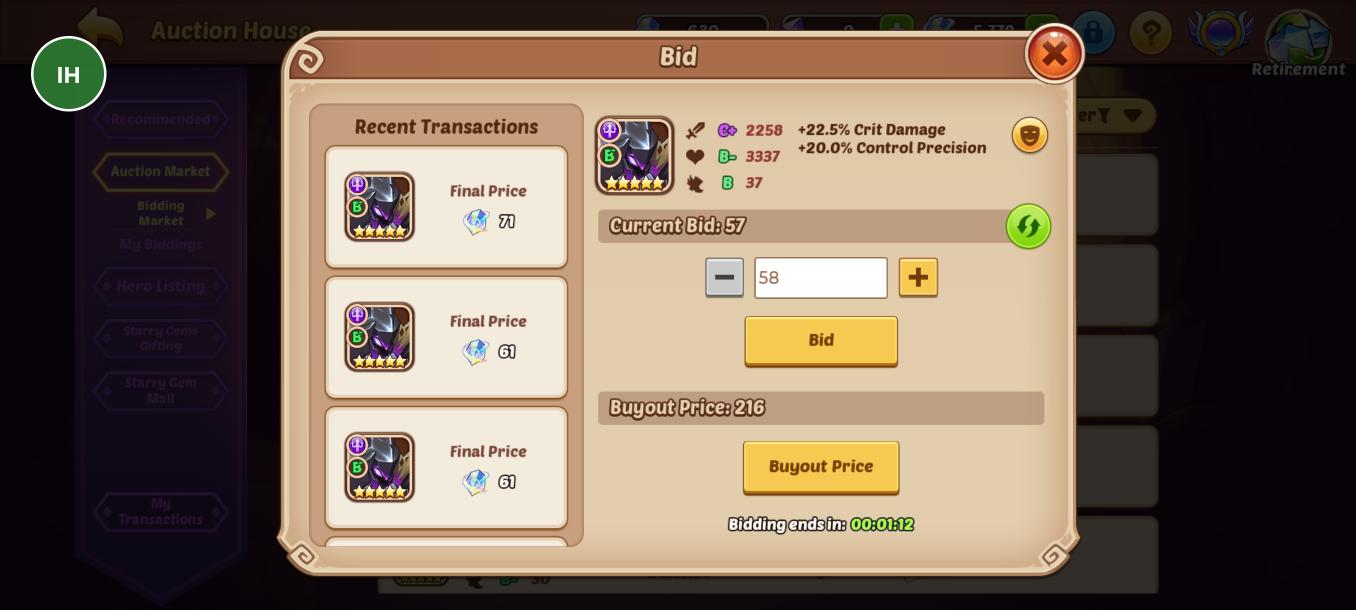 IH
Auction House
Retirement
Bid
Recommended
Auction Market
Bidding
Market
My Biddings
Hero Listing
Starry Gems
Gifting
Starry Gem
Mail
My
Transactions
Recent Transactions
B
Final Price
71
B
Final Price
61
B
Final Price
61
B
C+ 2258
B- 3337
B 37
+22.5% Crit Damage
+20.0% Control Precision
Current Bid: 57
58
Bid
Buyout Price: 216
Buyout Price
Bidding ends in: 00:01:12